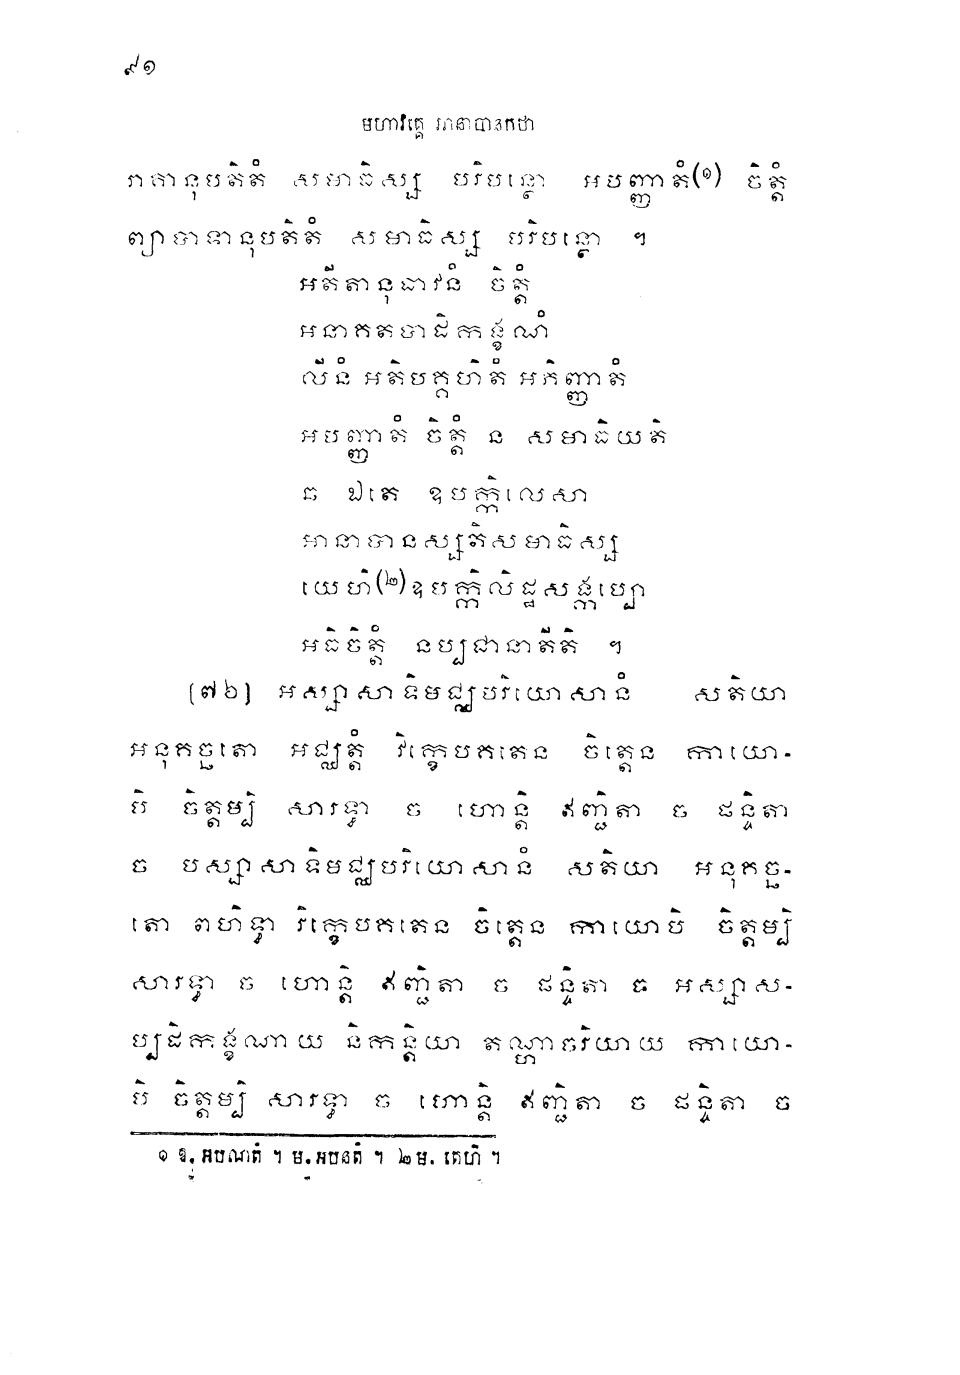 ៩១
មហាវគ្គេ អានាបានកថា
រាគានុបតិតំ សមាធិស្ស បរិបន្ថោ អបញ្ញាតំ(១) ចិត្តំ
ព្យាបាទានុបតិតំ សមាធិស្ស បរិបន្ថោ ។
អតីតានុធាវនំ ចិត្តំ
អនាគតបាដិកង្ខណំ
លីនំ អតិបគ្គហិតំ អភិញ្ញាតំ
អបញ្ញាតំ ចិត្តំ ន សមាធិយតិ
ឆ ឯតេ ឧបក្កិលេសា
អានាបានស្សតិសមាធិស្ស
យេហិ(២)ឧបក្កិលិដ្ឋសង្កប្បោ
អធិចិត្តំ នប្បជានាតីតិ ។
(៧៦) អស្សាសាទិមជ្ឈបរិយោសានំ សតិយា
អនុគច្ឆតោ អជ្ឈត្តំ វិក្ខេបគតេន ចិត្តេន កាយោ-
បិ ចិត្តម្បិ សារទ្ធា ច ហោន្តិ ឥញ្ជិតា ច ផន្ទិតា
ច បស្សាសាទិមជ្ឈបរិយោសានំ សតិយា អនុគច្ឆ-
តោ ពហិទ្ធា វិក្ខេបគតេន ចិត្តេន កាយោបិ ចិត្តម្បិ
សារទ្ធា ច ហោន្តិ ឥញ្ជិតា ច ផន្ទិតា ច អស្សាស-
ប្បដិកង្ខណាយ និកន្តិយា តណ្ហាចរិយាយ កាយោ-
បិ ចិត្តម្បិ សារទ្ធា ច ហោន្តិ ឥញ្ជិតា ច ផន្ទិតា ច
១ ឱ. អបណតំ ។ ម. អបនតំ ។ ២ ម. តេហិ ។